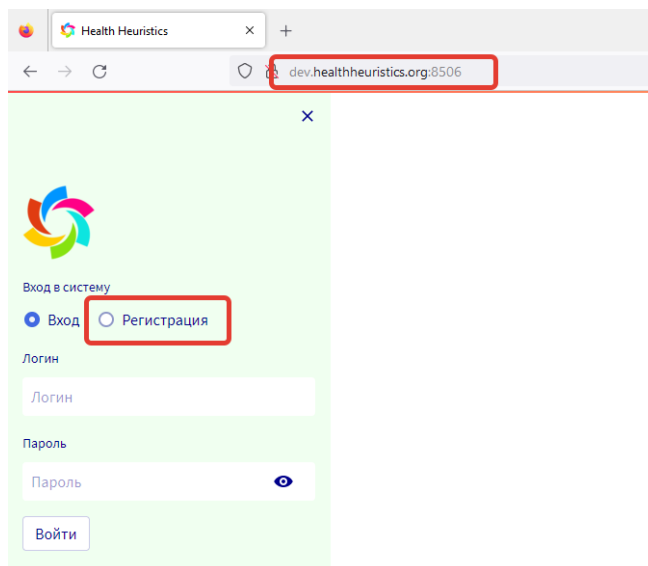 Health Heuristics
dev.healthheuristics.org:8506
Вход в систему
Вход Регистрация
Логин
Логин
Пароль
Пароль
Войти